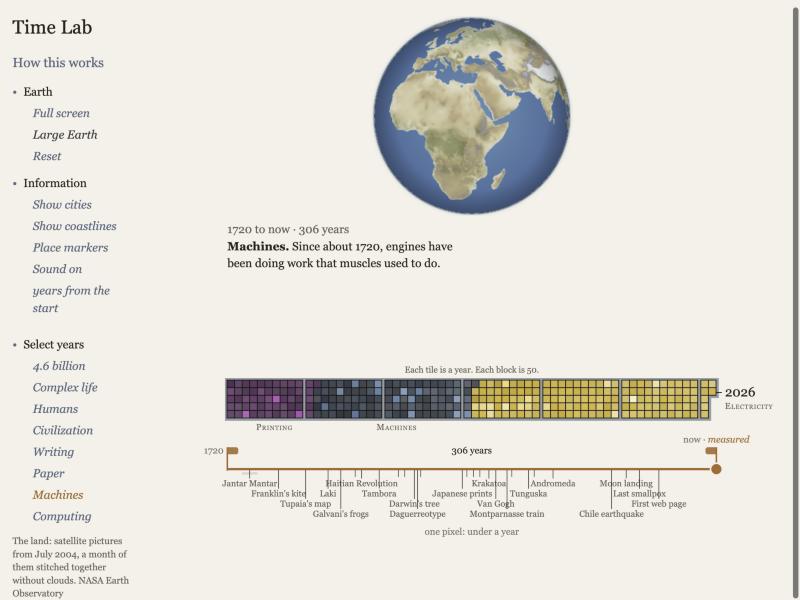 Time Lab
How this works
Earth
Full screen
Large Earth
Reset
Information
Show cities
Show coastlines
Place markers
Sound on
years from the
start
Select years
4.6 billion
Complex life
Humans
Civilization
Writing
Paper
Machines
Computing
The land: satellite pictures
from July 2004, a month of
them stitched together
without clouds. NASA Earth
Observatory
1720 to now · 306 years
Machines. Since about 1720, engines have
been doing work that muscles used to do.
Each tile is a year. Each block is 50.
2026
Electricity
Printing Machines
now · measured
1720 306 years
Jantar Mantar Haitian Revolution Krakatoa Andromeda Moon landing
Franklin's kite Laki Tambora Japanese prints Tunguska Last smallpox
Tupaia's map Darwin's tree Van Gogh First web page
Galvani's frogs Daguerreotype Montparnasse train Chile earthquake
one pixel: under a year